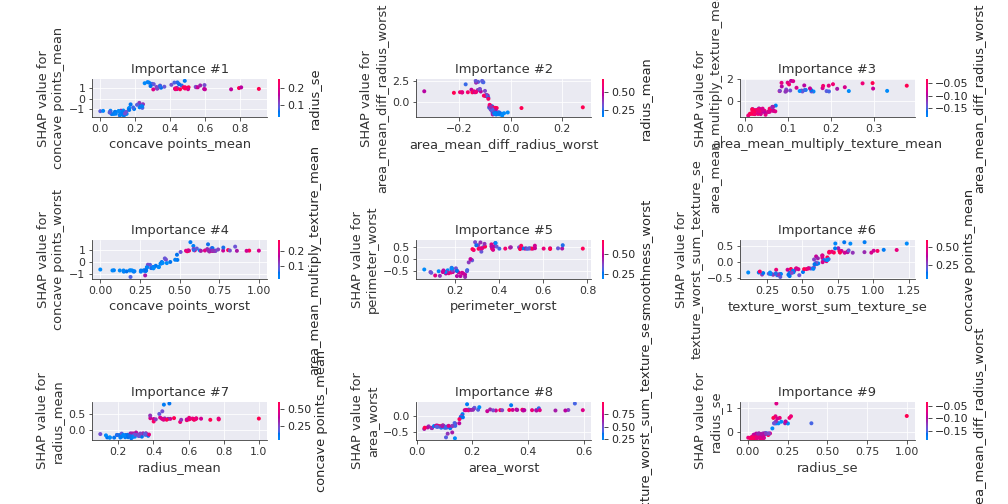 Importance #1
SHAP value for
concave points_mean
1
0
−1
0.0 0.2 0.4 0.6 0.8
concave points_mean
0.2
0.1
radius_se
Importance #2
SHAP value for
area_mean_diff_radius_worst
2.5
0.0
−0.2 0.0 0.2
area_mean_diff_radius_worst
0.50
0.25
radius_mean
Importance #3
SHAP value for
area_mean_multiply_texture_me
2
0
0.0 0.1 0.2 0.3
area_mean_multiply_texture_mean
−0.05
−0.10
−0.15
area_mean_diff_radius_worst
Importance #4
SHAP value for
concave points_worst
1
0
0.00 0.25 0.50 0.75 1.00
concave points_worst
0.2
0.1
area_mean_multiply_texture_mean
Importance #5
SHAP value for
perimeter_worst
0.5
0.0
−0.5
0.2 0.4 0.6 0.8
perimeter_worst
0.50
0.25
smoothness_worst
Importance #6
SHAP value for
texture_worst_sum_texture_se
0.5
0.0
−0.5
0.25 0.50 0.75 1.00 1.25
texture_worst_sum_texture_se
0.50
0.25
concave points_mean
Importance #7
SHAP value for
radius_mean
0.5
0.0
0.2 0.4 0.6 0.8 1.0
radius_mean
0.50
0.25
concave points_mean
Importance #8
SHAP value for
area_worst
0.0
−0.5
0.0 0.2 0.4 0.6
area_worst
0.75
0.50
0.25
xture_worst_sum_texture_se
Importance #9
SHAP value for
radius_se
1
0
0.00 0.25 0.50 0.75 1.00
radius_se
−0.05
−0.10
−0.15
ea_mean_diff_radius_worst